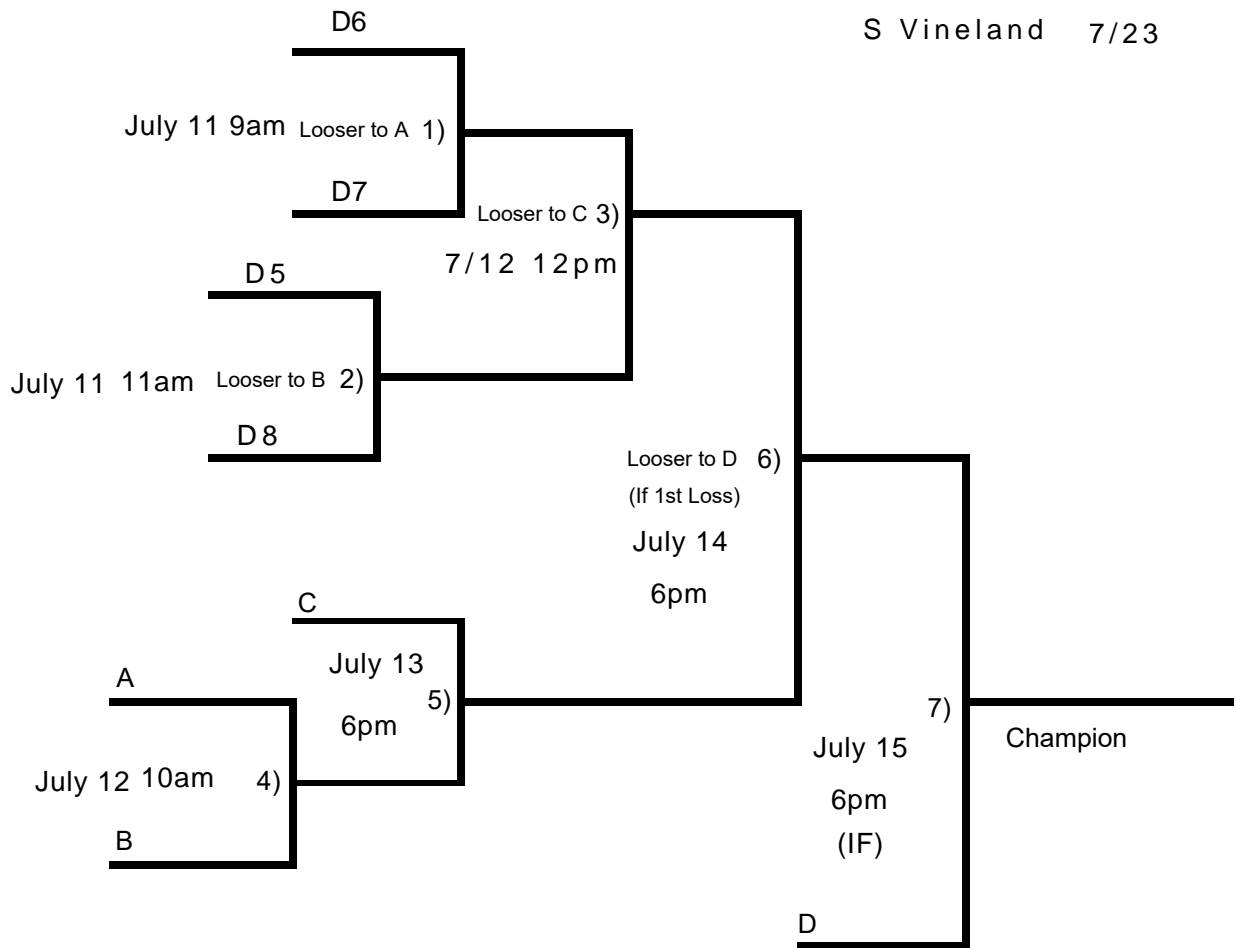 D6
S Vineland 7/23
July 11 9am Looser to A 1)
D7
Looser to C 3)
7/12 12pm
D5
July 11 11am Looser to B 2)
D8
Looser to D 6)
(If 1st Loss)
July 14
6pm
C
July 13
A
5)
6pm
7)
July 15
Champion
July 12 10am 4)
6pm
B
(IF)
D